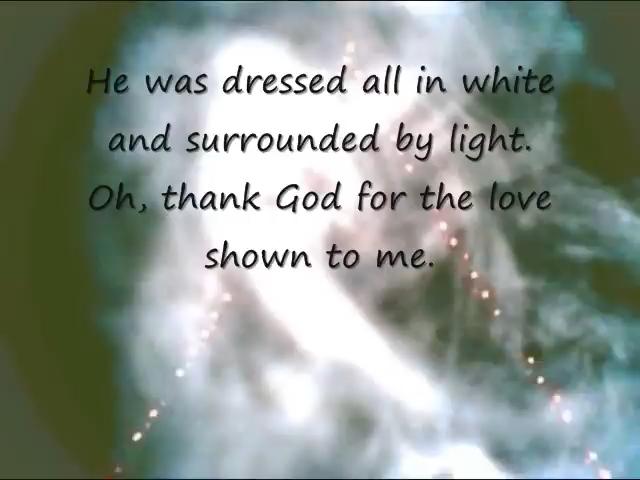 He was dressed all in white
and surrounded by light.
Oh, thank God for the love
shown to me.